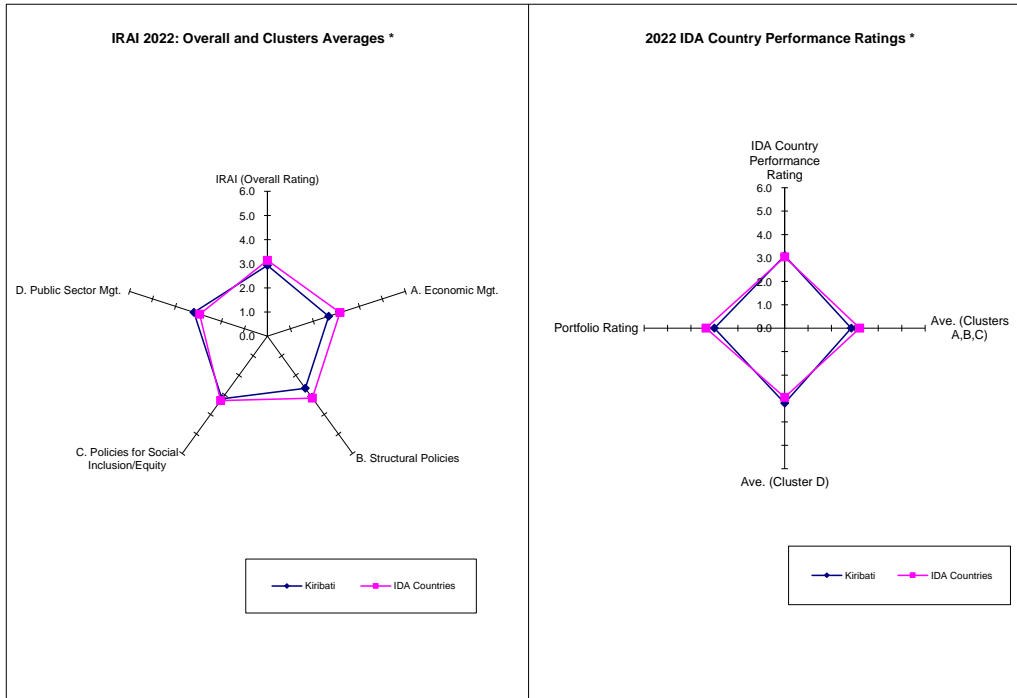 IRAI 2022: Overall and Clusters Averages *
IRAI (Overall Rating)
6.0
5.0
4.0
3.0
2.0
1.0
0.0
A. Economic Mgt.
B. Structural Policies
C. Policies for Social
Inclusion/Equity
D. Public Sector Mgt.
Kiribati
IDA Countries
2022 IDA Country Performance Ratings *
IDA Country
Performance
Rating
6.0
5.0
4.0
3.0
2.0
1.0
0.0
Ave. (Clusters
A,B,C)
Ave. (Cluster D)
Portfolio Rating
Kiribati
IDA Countries